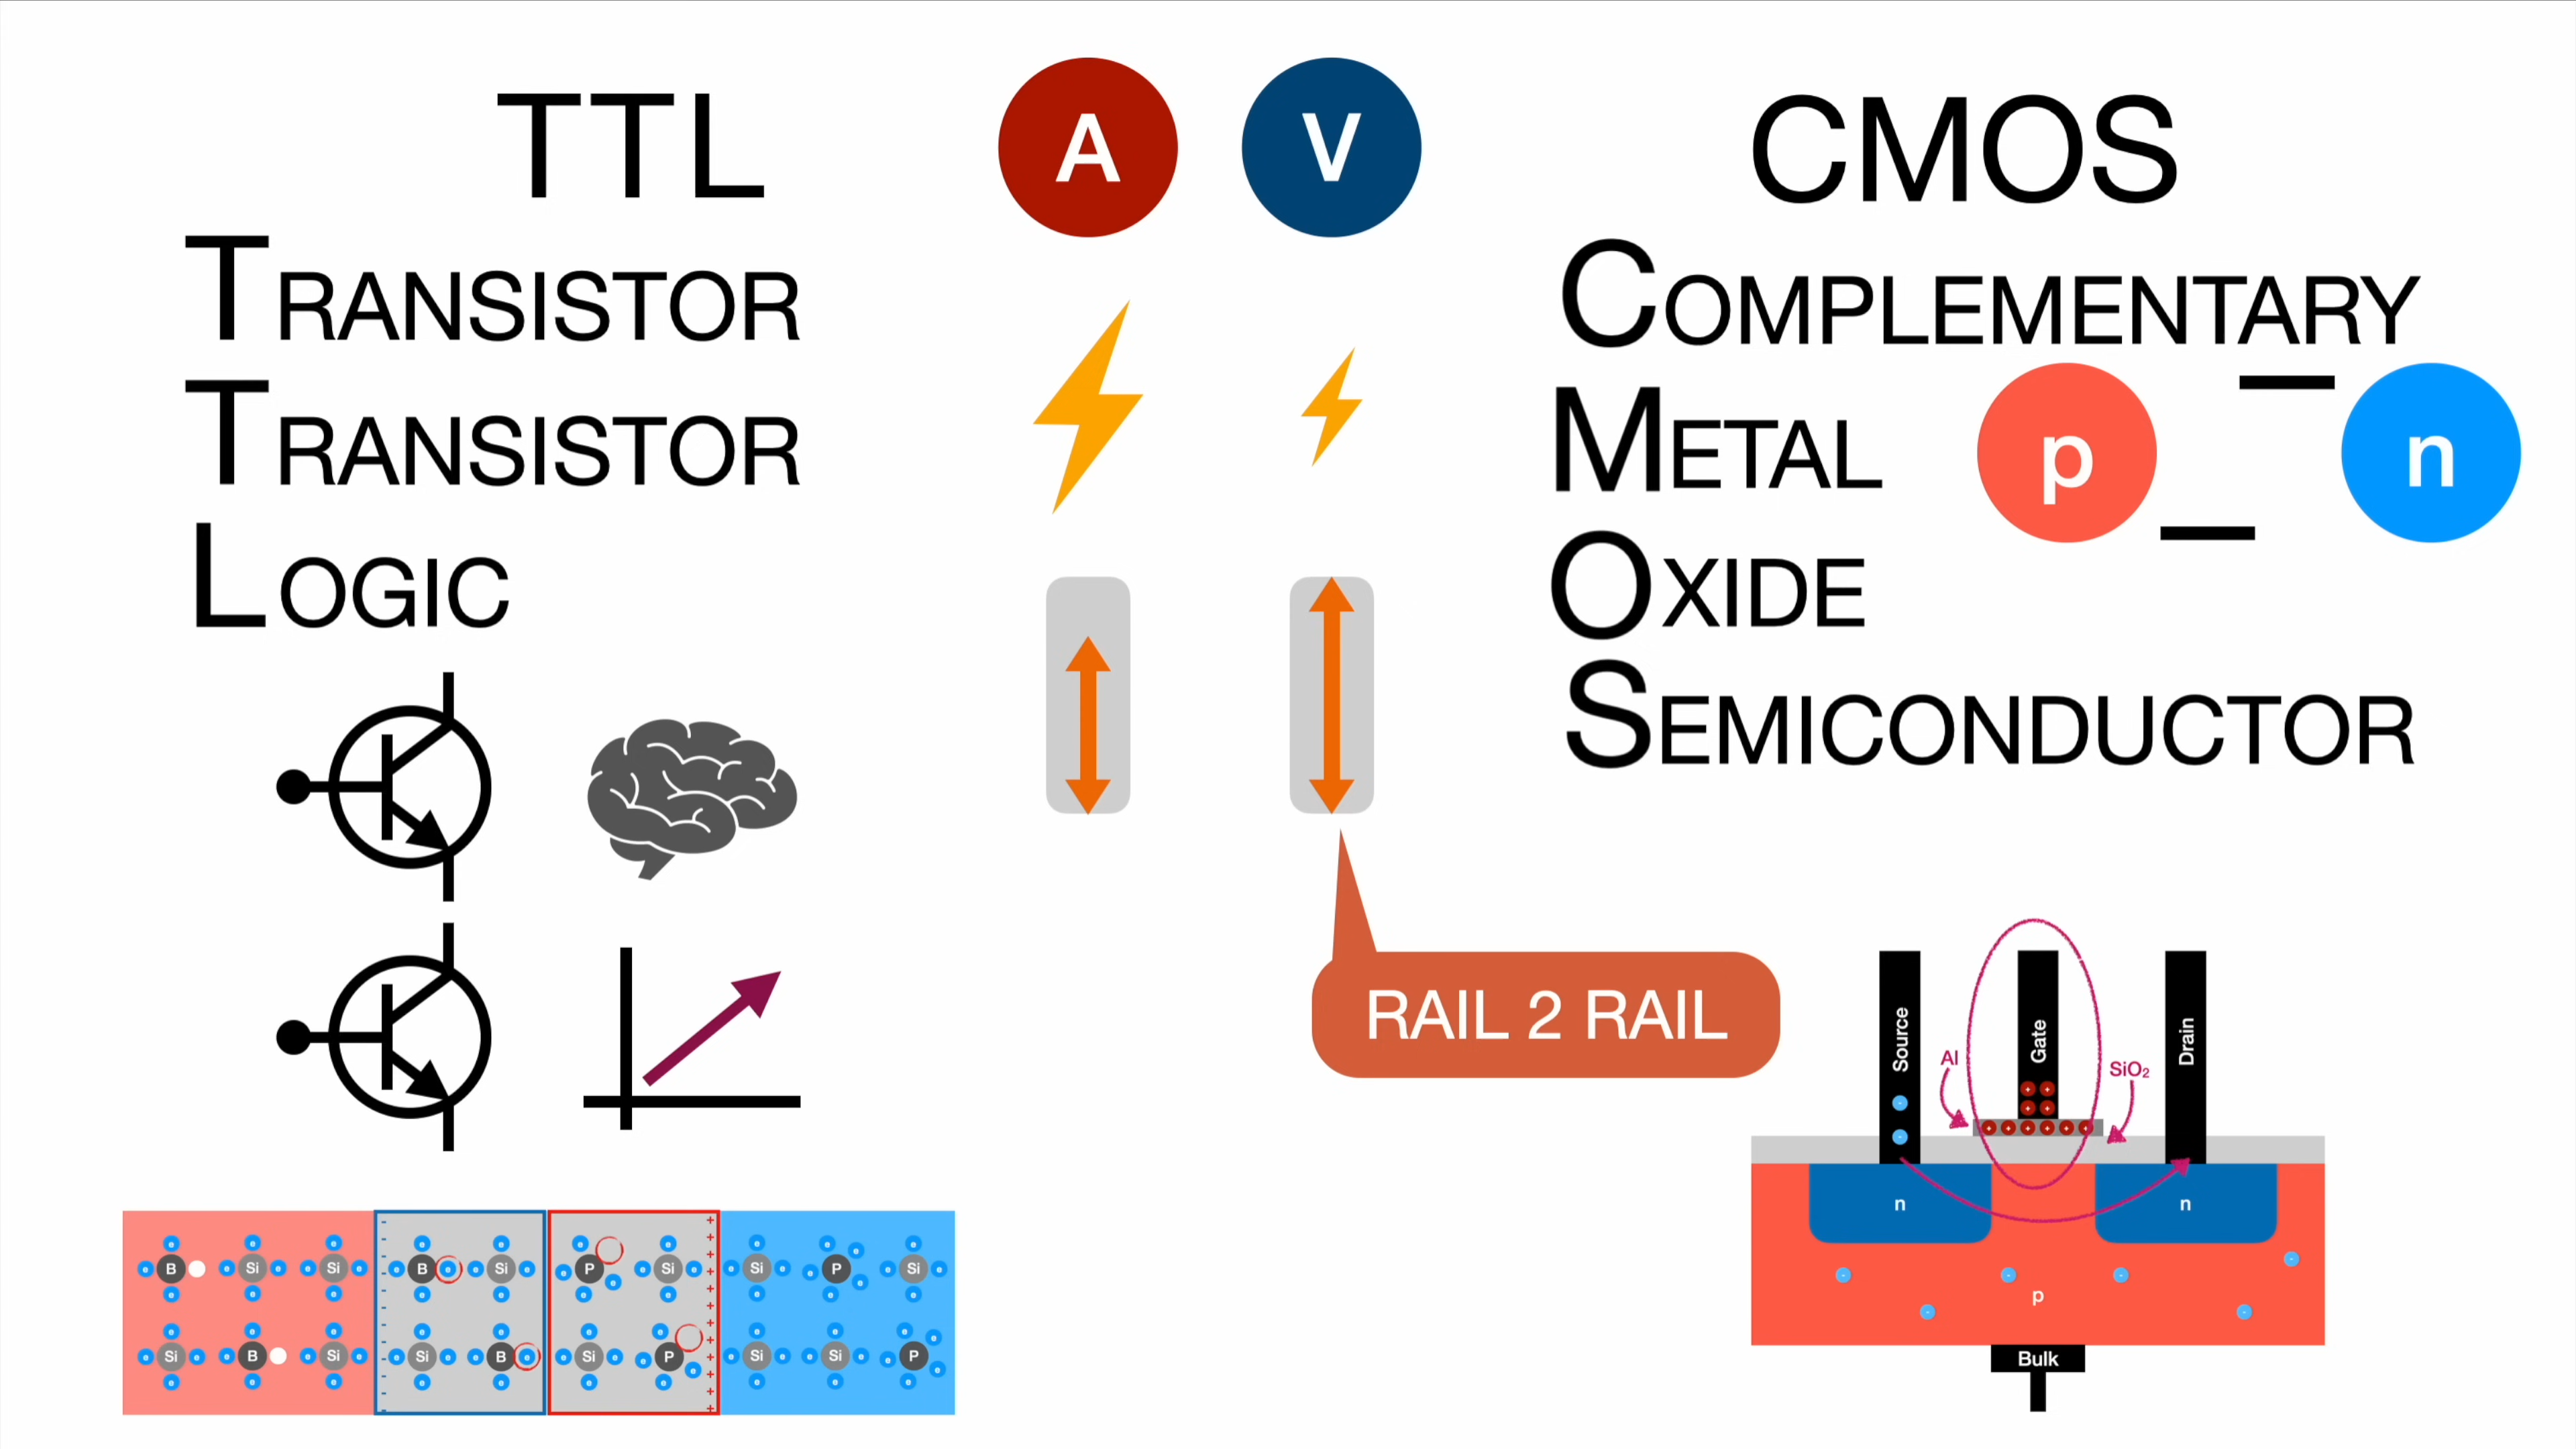 TTL
TRANSISTOR
TRANSISTOR
LOGIC
A
V
CMOS
COMPLEMENTARY
METAL
p
n
OXIDE
SEMICONDUCTOR
RAIL 2 RAIL
Source
Gate
Drain
Al
SiO₂
+ +
+ +
+ + + + + +
-
-
n
n
p
- - - - - -
Bulk
e e e e e e e e e e
e B e Si e e Si e e B e e Si e e P e Si e e Si e e P e Si e
e e e e e e e e e e
e e e e e e e e e e
e Si e e B e Si e e Si e e B e e Si e e P e e Si e e Si e e P e
e e e e e e e e e e